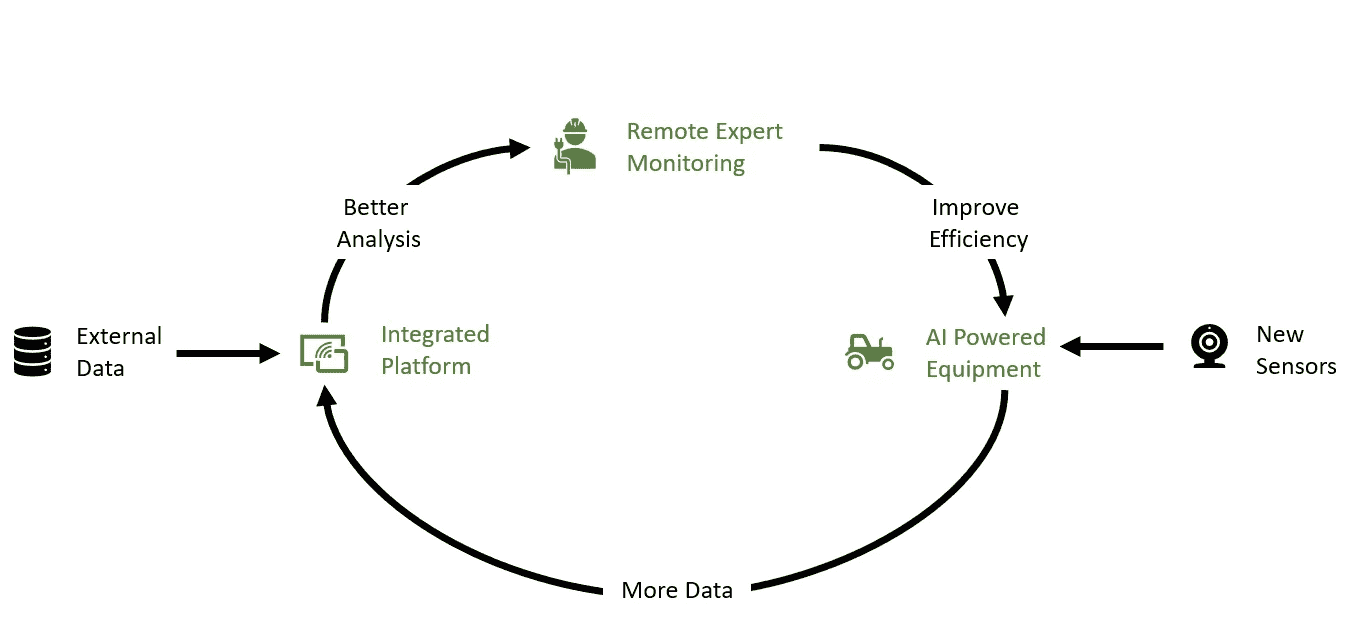 Remote Expert
Monitoring
Better
Analysis
Improve
Efficiency
External
Data
Integrated
Platform
AI Powered
Equipment
New
Sensors
More Data